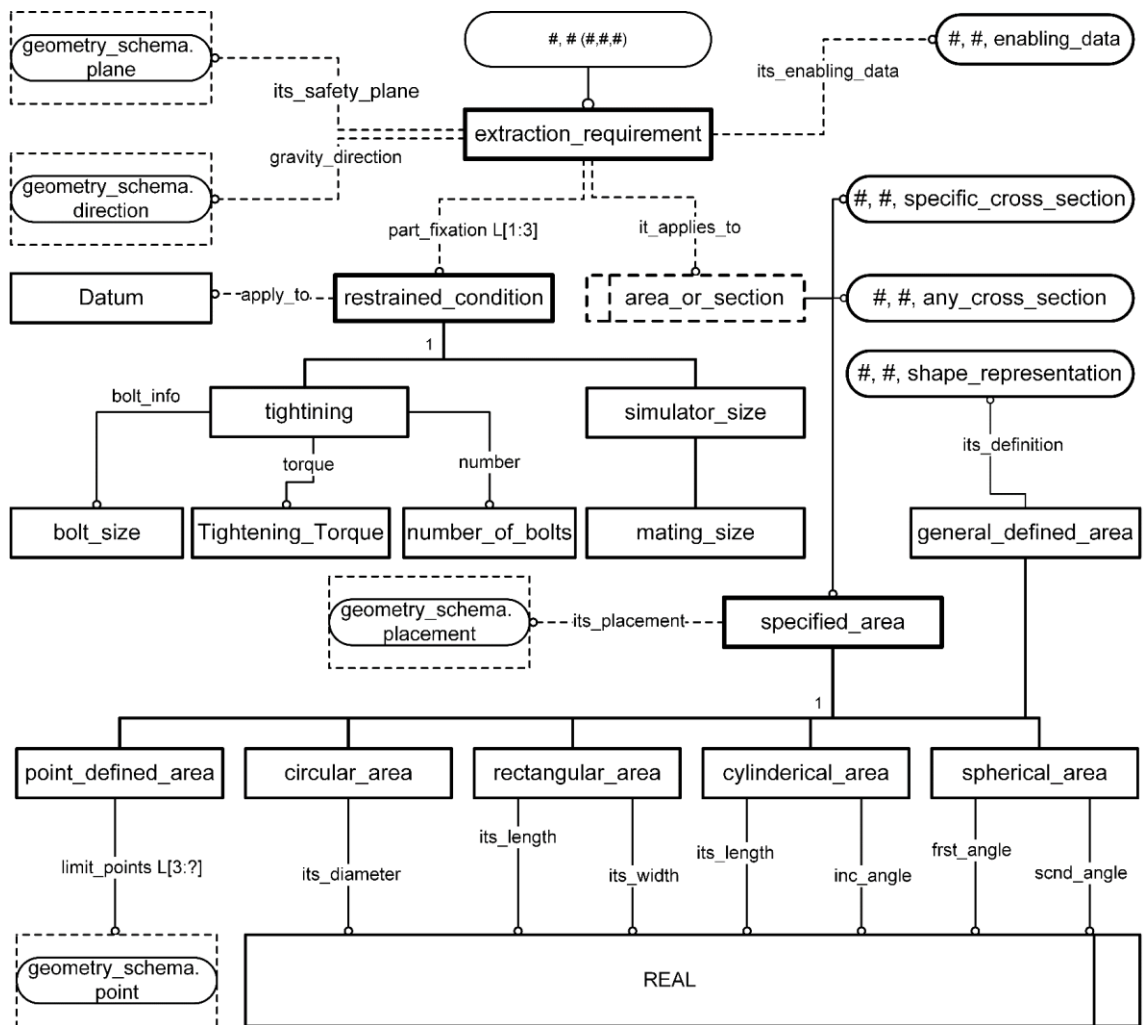 geometry_schema.
plane
#, # (#,#,#)
#, #, enabling_data
its_enabling_data
its_safety_plane
extraction_requirement
gravity_direction
geometry_schema.
direction
#, #, specific_cross_section
part_fixation L[1:3]
it_applies_to
Datum
apply_to
restrained_condition
area_or_section
#, #, any_cross_section
1
#, #, shape_representation
bolt_info
tightining
simulator_size
its_definition
torque
number
bolt_size
Tightening_Torque
number_of_bolts
mating_size
general_defined_area
geometry_schema.
placement
its_placement
specified_area
1
point_defined_area
circular_area
rectangular_area
cylinderical_area
spherical_area
its_length
its_length
frst_angle
limit_points L[3:?]
its_diameter
its_width
inc_angle
scnd_angle
geometry_schema.
point
REAL